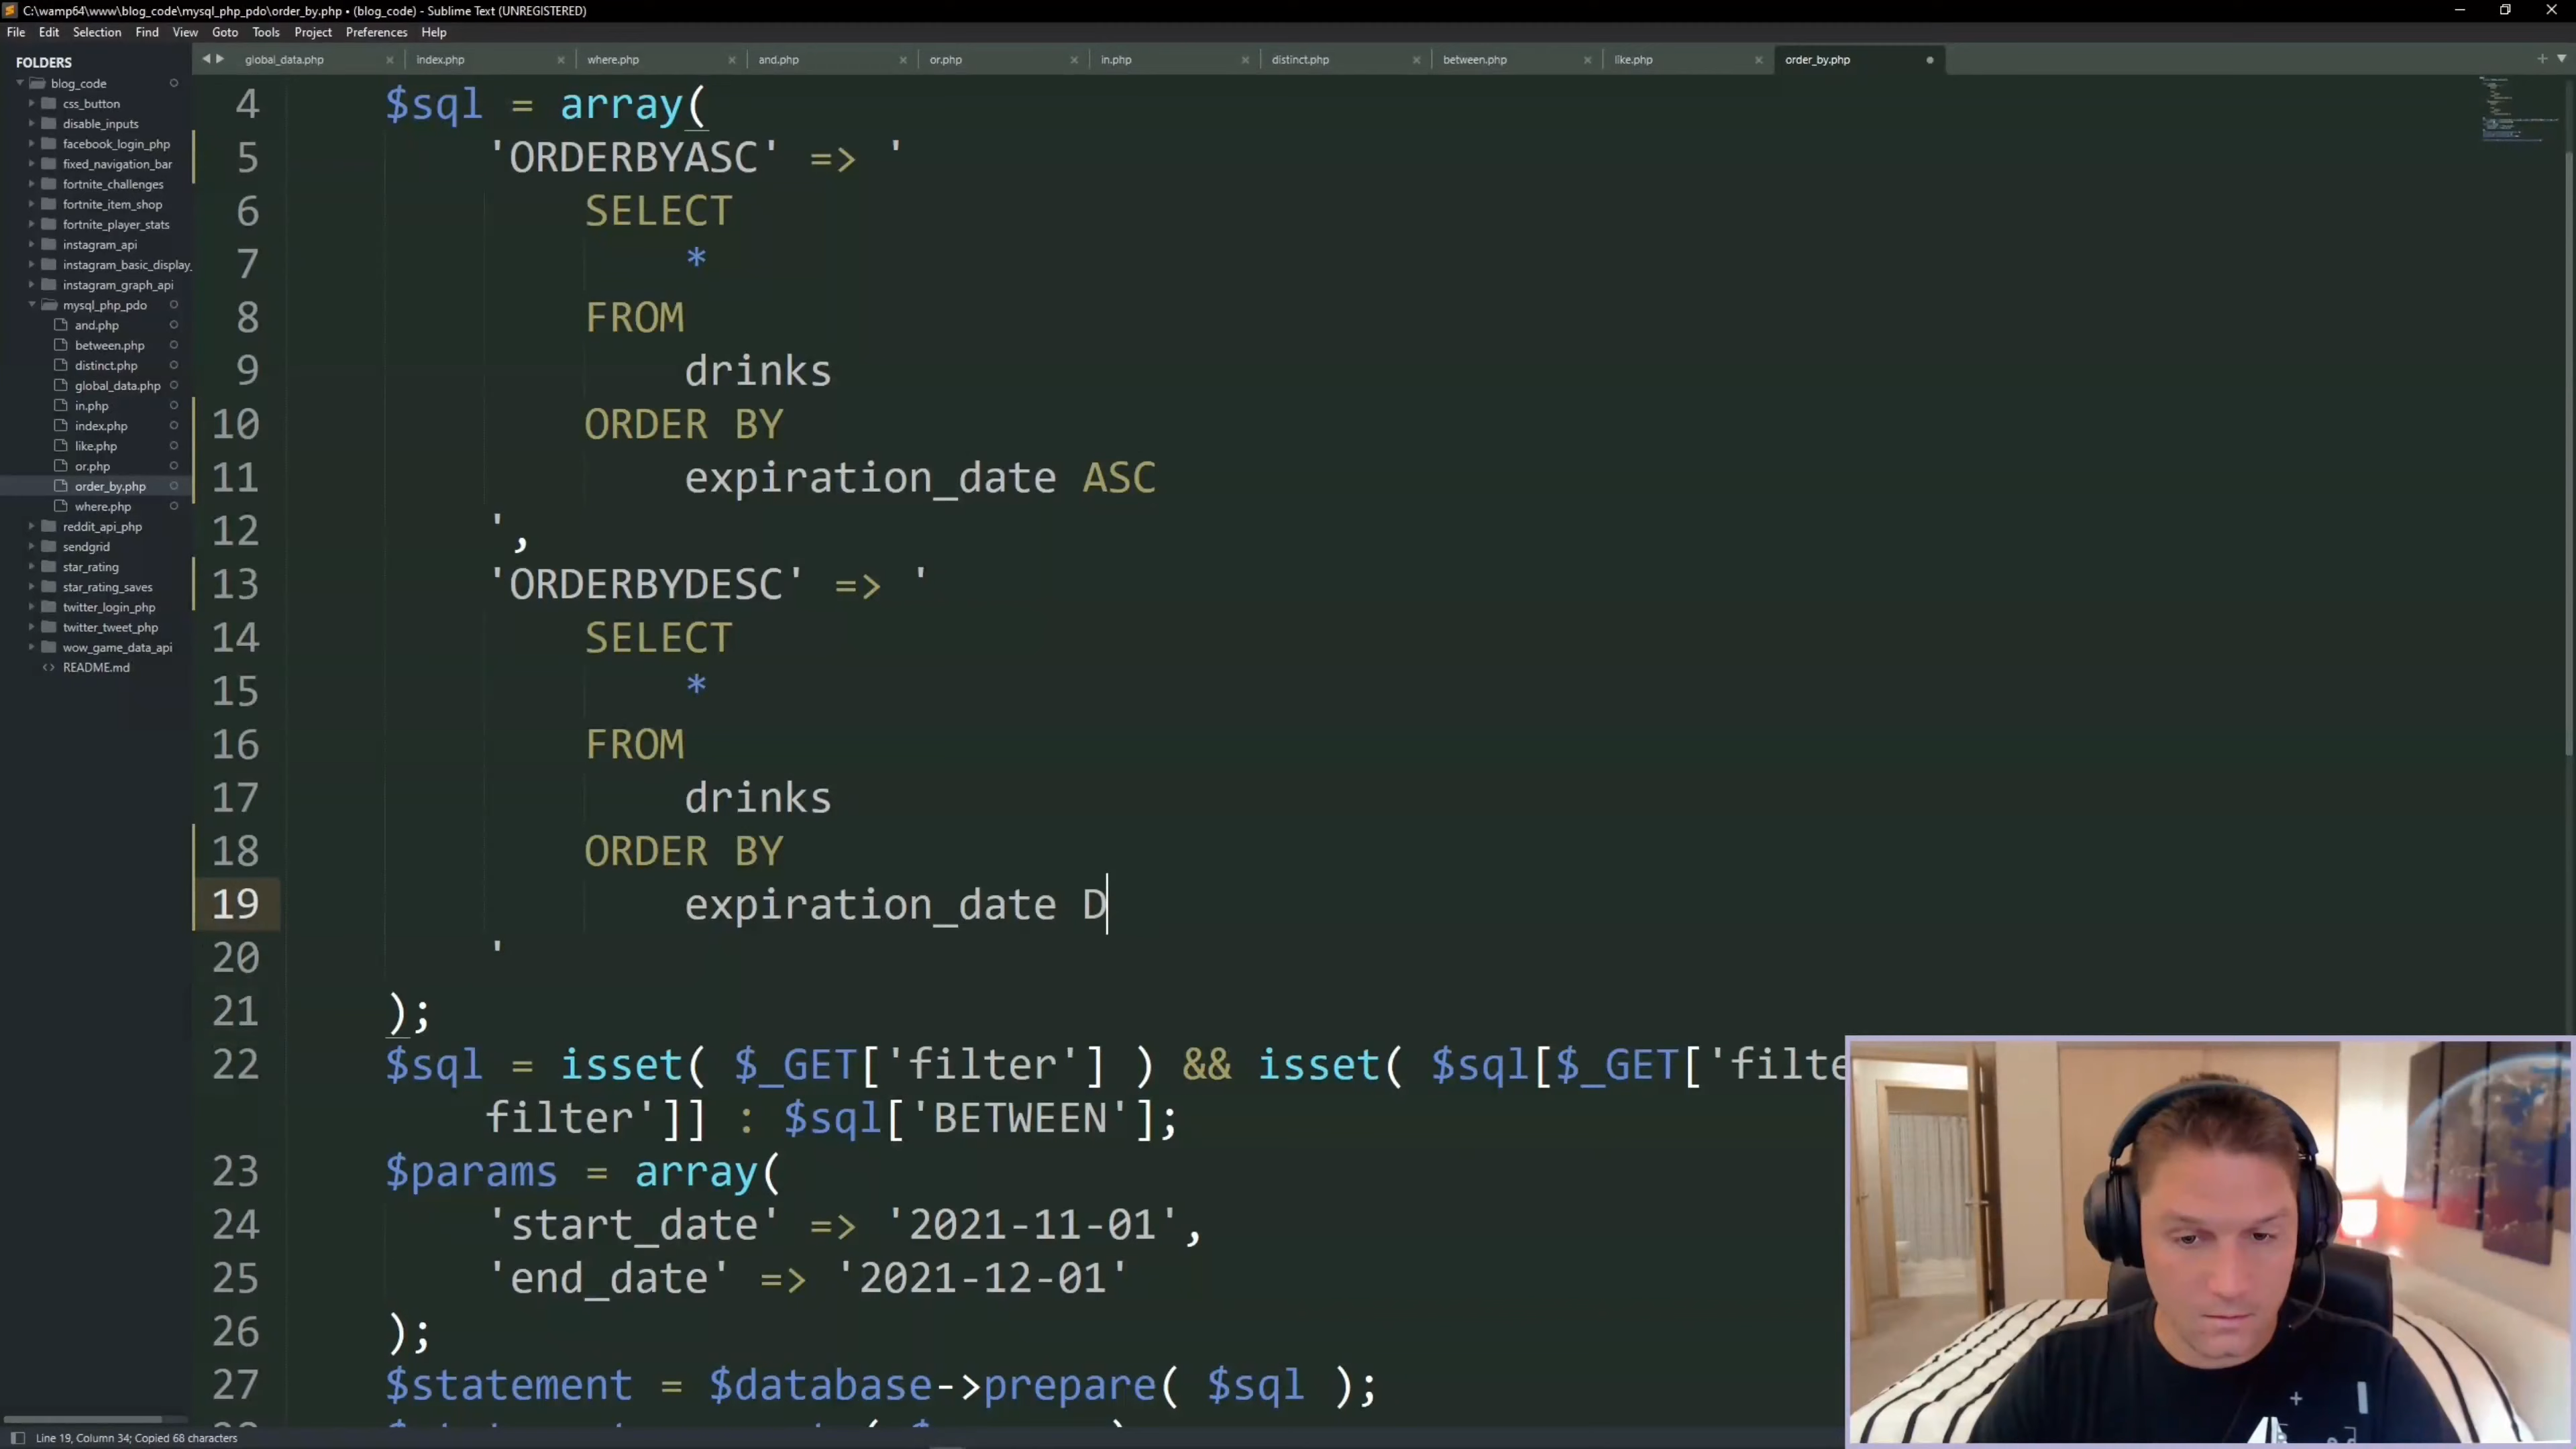 C:\wamp64\www\blog_code\mysql_php_pdo\order_by.php • (blog_code) - Sublime Text (UNREGISTERED)
File Edit Selection Find View Goto Tools Project Preferences Help
FOLDERS
blog_code
css_button
disable_inputs
facebook_login_php
fixed_navigation_bar
fortnite_challenges
fortnite_item_shop
fortnite_player_stats
instagram_api
instagram_basic_display_
instagram_graph_api
mysql_php_pdo
and.php
between.php
distinct.php
global_data.php
in.php
index.php
like.php
or.php
order_by.php
where.php
reddit_api_php
sendgrid
star_rating
star_rating_saves
twitter_login_php
twitter_tweet_php
wow_game_data_api
README.md
global_data.php index.php where.php and.php or.php in.php distinct.php between.php like.php order_by.php
4 $sql = array(
5 'ORDERBYASC' => '
6 SELECT
7 *
8 FROM
9 drinks
10 ORDER BY
11 expiration_date ASC
12 ',
13 'ORDERBYDESC' => '
14 SELECT
15 *
16 FROM
17 drinks
18 ORDER BY
19 expiration_date D
20 '
21 );
22 $sql = isset( $_GET['filter'] ) && isset( $sql[$_GET['filte
filter']] : $sql['BETWEEN'];
23 $params = array(
24 'start_date' => '2021-11-01',
25 'end_date' => '2021-12-01'
26 );
27 $statement = $database->prepare( $sql );
Line 19, Column 34; Copied 68 characters